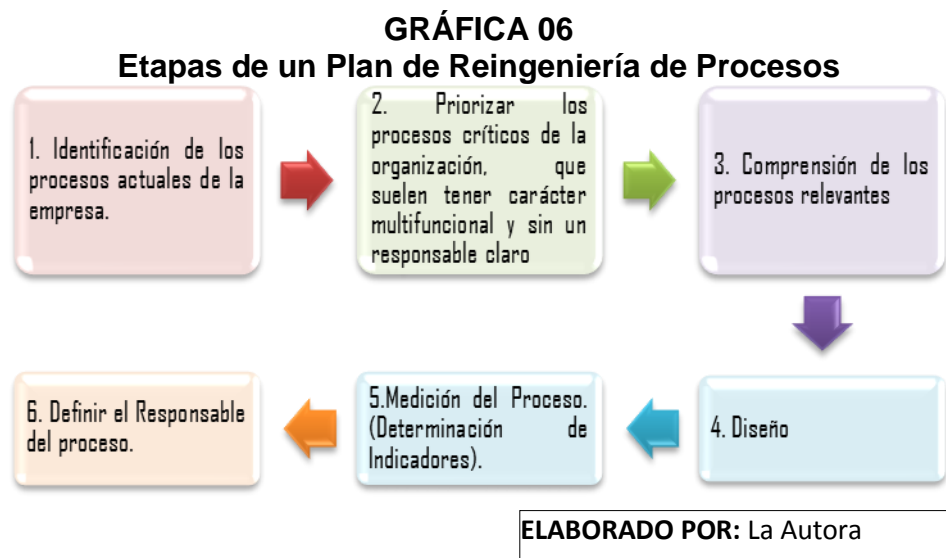 GRÁFICA 06
Etapas de un Plan de Reingeniería de Procesos
1. Identificación de los
procesos actuales de la
empresa.
2. Priorizar los
procesos críticos de la
organización, que
suelen tener carácter
multifuncional y sin un
responsable claro
3. Comprensión de los
procesos relevantes
4. Diseño
5.Medición del Proceso.
(Determinación de
Indicadores).
6. Definir el Responsable
del proceso.
ELABORADO POR: La Autora